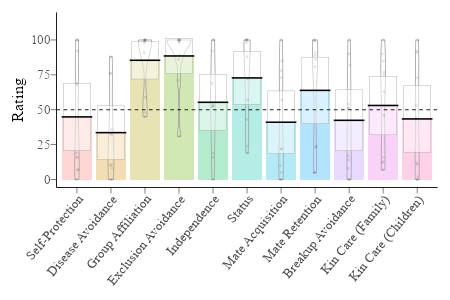 Rating
100
75
50
25
0
Self-Protection
Disease Avoidance
Group Affiliation
Exclusion Avoidance
Independence
Status
Mate Acquisition
Mate Retention
Breakup Avoidance
Kin Care (Family)
Kin Care (Children)